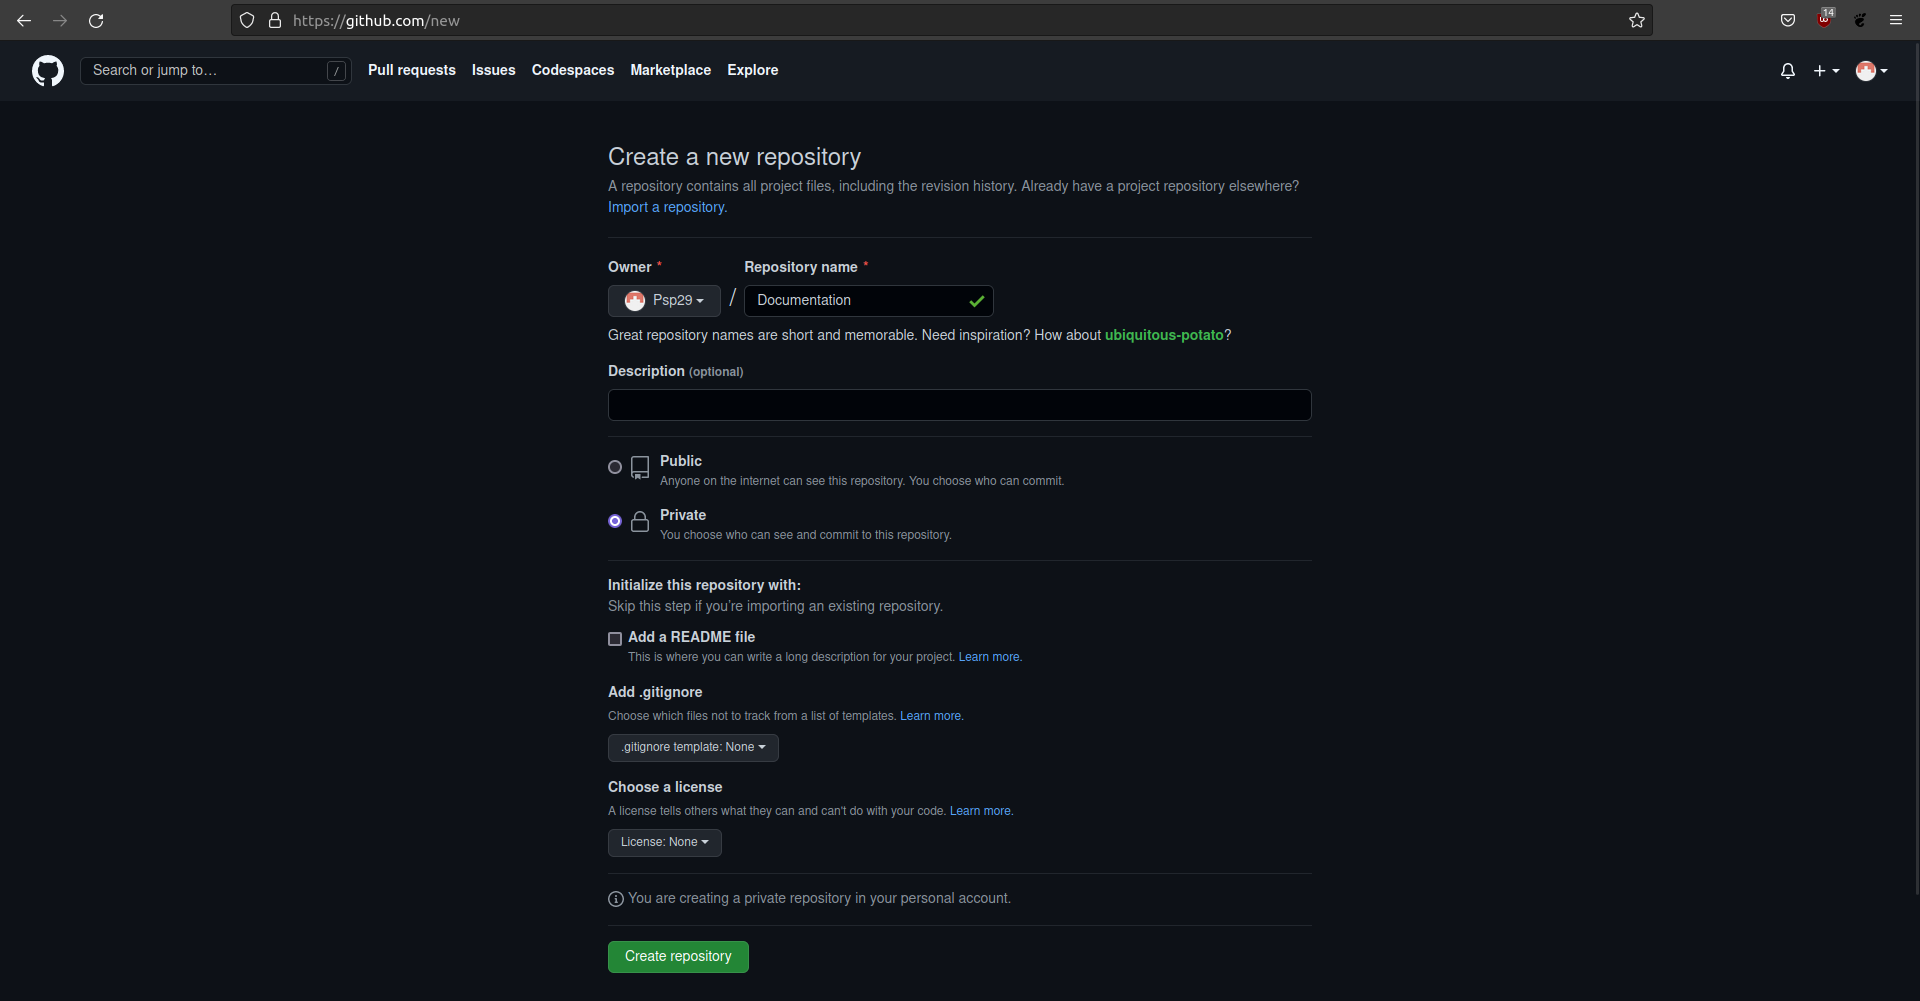 https://github.com/new
14
Search or jump to…
/
Pull requests Issues Codespaces Marketplace Explore
Create a new repository
A repository contains all project files, including the revision history. Already have a project repository elsewhere?
Import a repository.
Owner * Repository name *
Psp29 / Documentation
Great repository names are short and memorable. Need inspiration? How about ubiquitous-potato?
Description (optional)
Public
Anyone on the internet can see this repository. You choose who can commit.
Private
You choose who can see and commit to this repository.
Initialize this repository with:
Skip this step if you're importing an existing repository.
Add a README file
This is where you can write a long description for your project. Learn more.
Add .gitignore
Choose which files not to track from a list of templates. Learn more.
.gitignore template: None
Choose a license
A license tells others what they can and can't do with your code. Learn more.
License: None
You are creating a private repository in your personal account.
Create repository